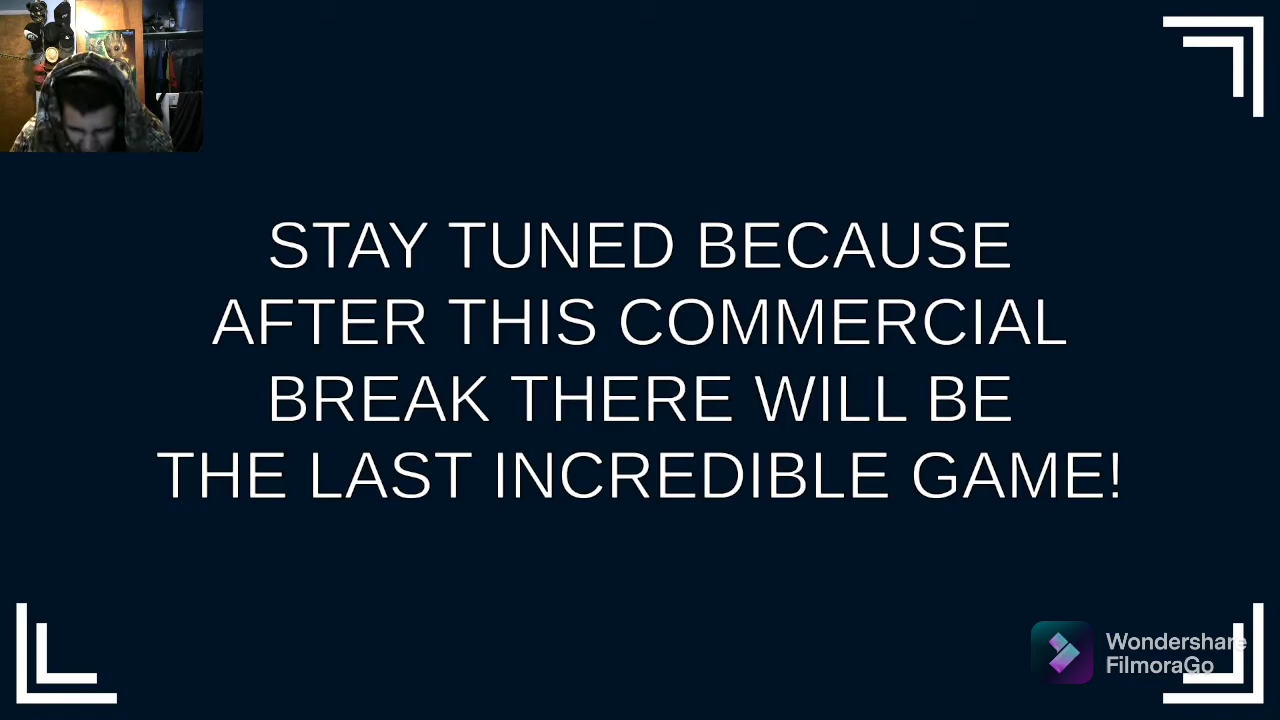 STAY TUNED BECAUSE
AFTER THIS COMMERCIAL
BREAK THERE WILL BE
THE LAST INCREDIBLE GAME!
Wondershare
FilmoraGo